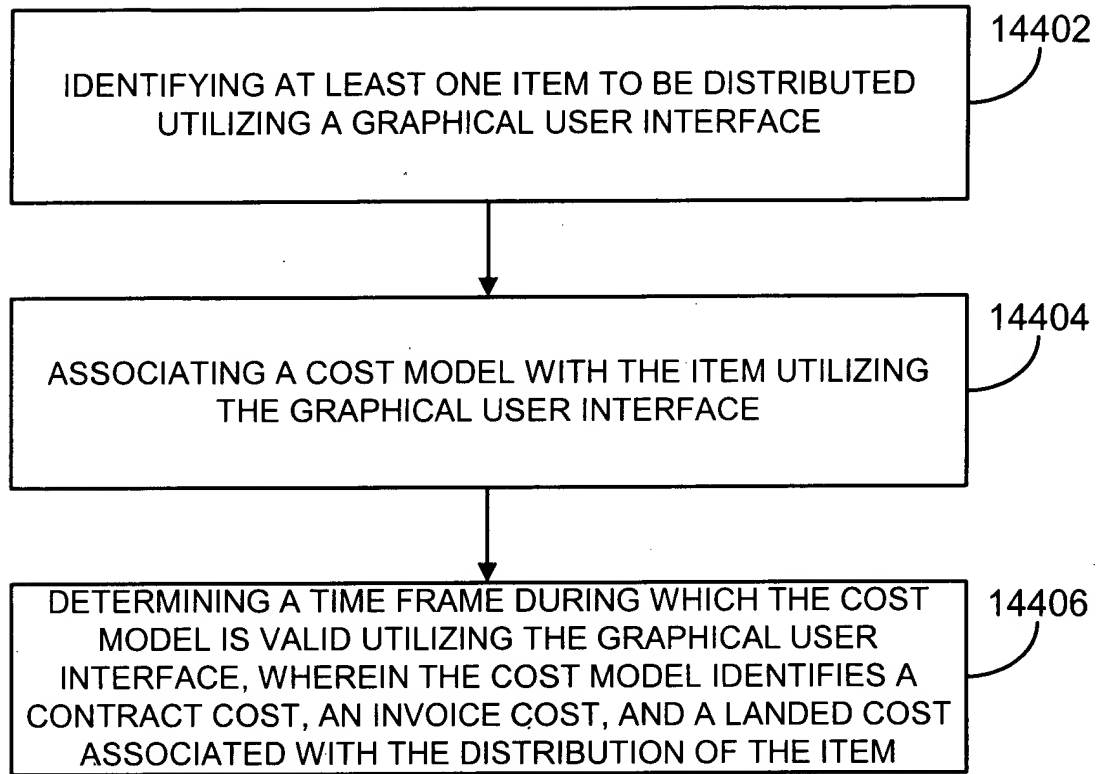 14402
IDENTIFYING AT LEAST ONE ITEM TO BE DISTRIBUTED
UTILIZING A GRAPHICAL USER INTERFACE
14404
ASSOCIATING A COST MODEL WITH THE ITEM UTILIZING
THE GRAPHICAL USER INTERFACE
14406
DETERMINING A TIME FRAME DURING WHICH THE COST
MODEL IS VALID UTILIZING THE GRAPHICAL USER
INTERFACE, WHEREIN THE COST MODEL IDENTIFIES A
CONTRACT COST, AN INVOICE COST, AND A LANDED COST
ASSOCIATED WITH THE DISTRIBUTION OF THE ITEM